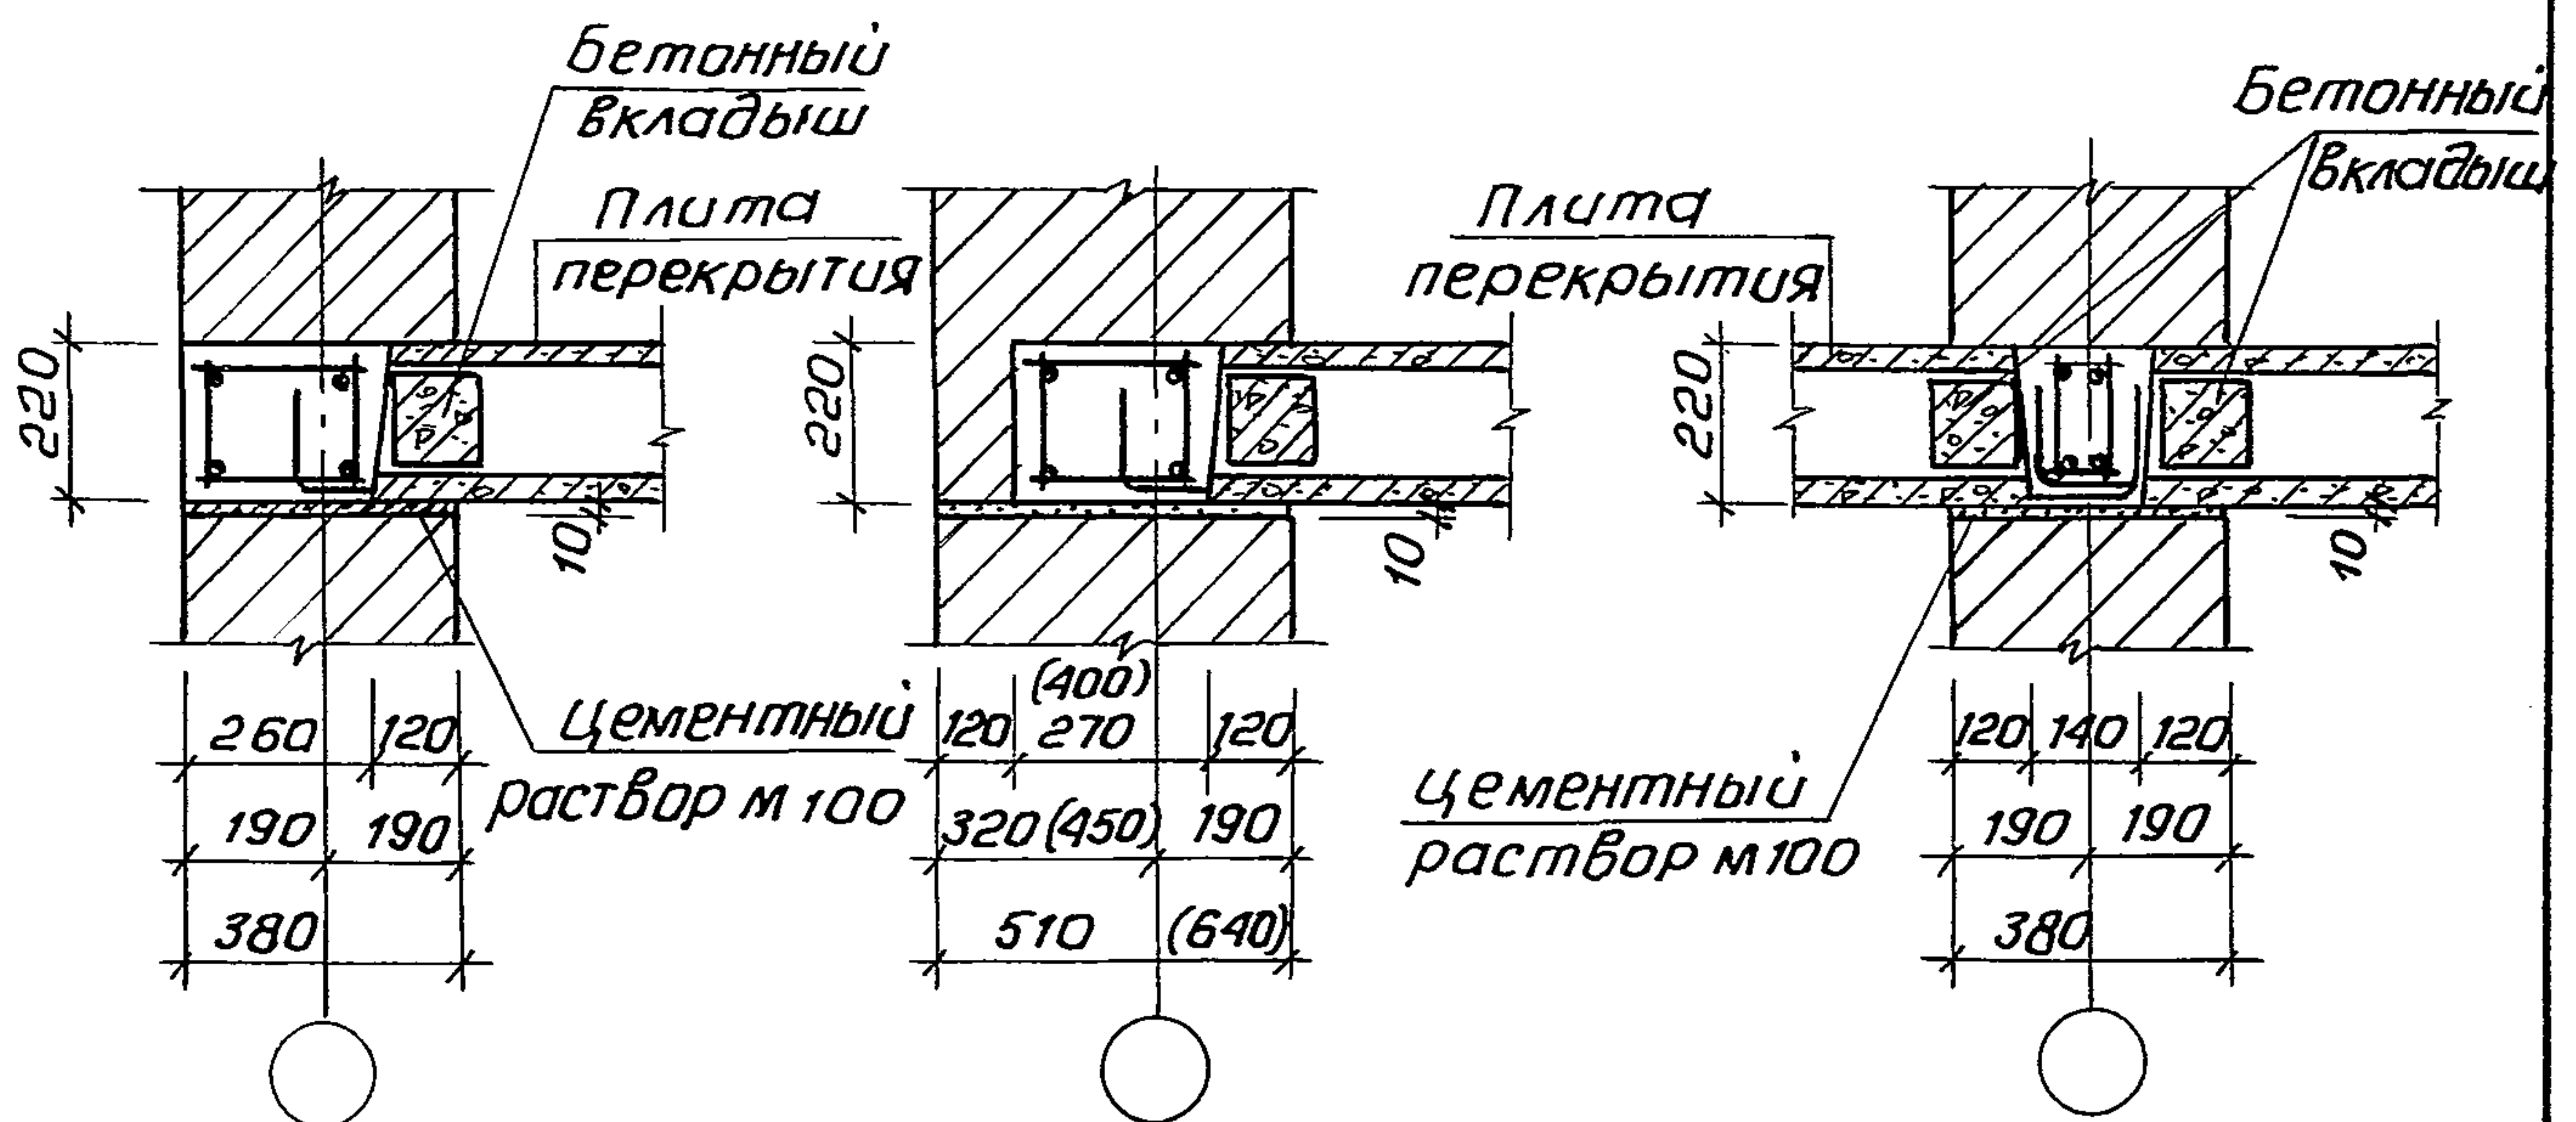 Бетонный
вкладыш
Плита
перекрытия
220
10
Цементный
раствор М 100
260 120
190 190
380
220
10
(400)
120 270 120
320 (450) 190
510 (640)
Бетонный
вкладыш
Плита
перекрытия
220
10
Цементный
раствор М 100
120 140 120
190 190
380